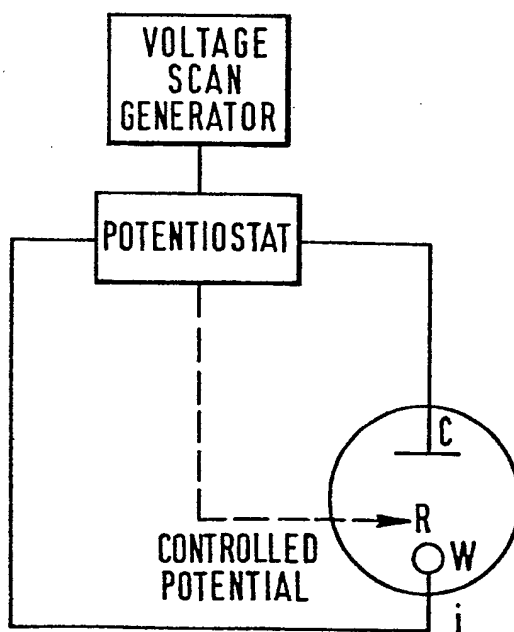 VOLTAGE
SCAN
GENERATOR
POTENTIOSTAT
C
R
W
CONTROLLED
POTENTIAL
i